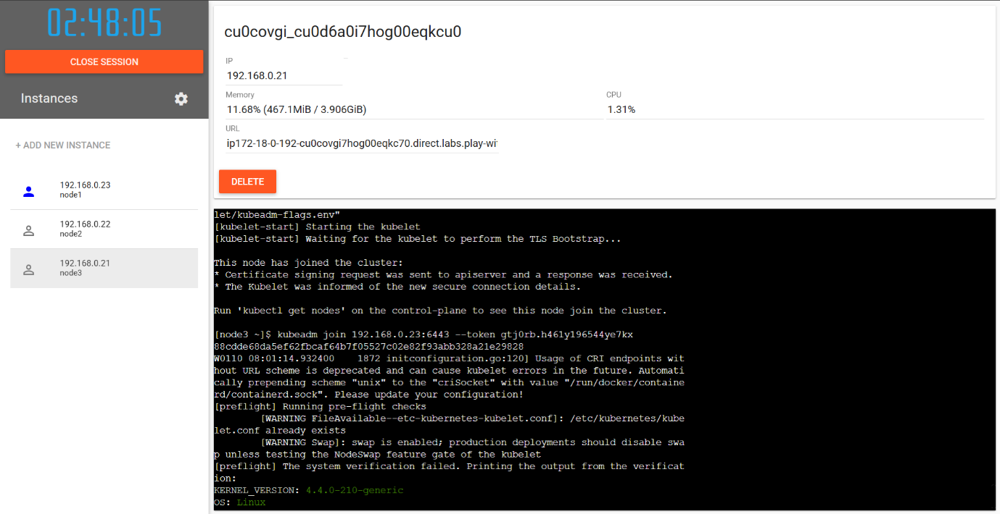 02:48:05
CLOSE SESSION
Instances
+ ADD NEW INSTANCE
192.168.0.23
node1
192.168.0.22
node2
192.168.0.21
node3
cu0covgi_cu0d6a0i7hog00eqkcu0
IP
192.168.0.21
Memory
11.68% (467.1MiB / 3.906GiB)
CPU
1.31%
URL
ip172-18-0-192-cu0covgi7hog00eqkc70.direct.labs.play-wi
DELETE
let/kubeadm-flags.env"
[kubelet-start] Starting the kubelet
[kubelet-start] Waiting for the kubelet to perform the TLS Bootstrap...
This node has joined the cluster:
* Certificate signing request was sent to apiserver and a response was received.
* The Kubelet was informed of the new secure connection details.
Run 'kubectl get nodes' on the control-plane to see this node join the cluster.
[node3 ~]$ kubeadm join 192.168.0.23:6443 --token gtj0rb.h461y196544ye7kx
88cdde68da5ef62fbcaf64b7f05527c02e82f93abb328a21e29828
W0110 08:01:14.932400    1872 initconfiguration.go:120] Usage of CRI endpoints wit
hout URL scheme is deprecated and can cause kubelet errors in the future. Automati
cally prepending scheme "unix" to the "criSocket" with value "/run/docker/containe
rd/containerd.sock". Please update your configuration!
[preflight] Running pre-flight checks
[WARNING FileAvailable--etc-kubernetes-kubelet.conf]: /etc/kubernetes/kube
let.conf already exists
[WARNING Swap]: swap is enabled; production deployments should disable swa
p unless testing the NodeSwap feature gate of the kubelet
[preflight] The system verification failed. Printing the output from the verificat
ion:
KERNEL_VERSION: 4.4.0-210-generic
OS: Linux